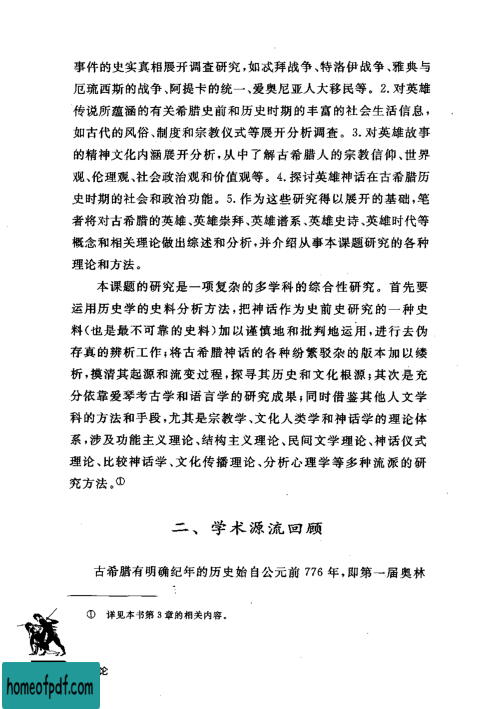 事件的史实真相展开调查研究,如忒拜战争、特洛伊战争、雅典与
厄琉西斯的战争、阿提卡的统一、爱奥尼亚人大移民等。2.对英雄
传说所蕴涵的有关希腊史前和历史时期的丰富的社会生活信息,
如古代的风俗、制度和宗教仪式等展开分析调查。3.对英雄故事
的精神文化内涵展开分析,从中了解古希腊人的宗教信仰、世界
观、伦理观、社会政治观和价值观等。4.探讨英雄神话在古希腊历
史时期的社会和政治功能。5.作为这些研究得以展开的基础,笔
者将对古希腊的英雄、英雄崇拜、英雄谱系、英雄史诗、英雄时代等
概念和相关理论做出综述和分析,并介绍从事本课题研究的各种
理论和方法。
本课题的研究是一项复杂的多学科的综合性研究。首先要
运用历史学的史料分析方法,把神话作为史前史研究的一种史
料(也是最不可靠的史料)加以谨慎地和批判地运用,进行去伪
存真的辨析工作;将古希腊神话的各种纷繁驳杂的版本加以缕
析,摸清其起源和流变过程,探寻其历史和文化根源;其次是充
分依靠爱琴考古学和语言学的研究成果;同时借鉴其他人文学
科的方法和手段,尤其是宗教学、文化人类学和神话学的理论体
系,涉及功能主义理论、结构主义理论、民间文学理论、神话仪式
理论、比较神话学、文化传播理论、分析心理学等多种流派的研
究方法。①
二、学术源流回顾
古希腊有明确纪年的历史始自公元前776年,即第一届奥林
① 详见本书第3章的相关内容。
homeofpdf.com